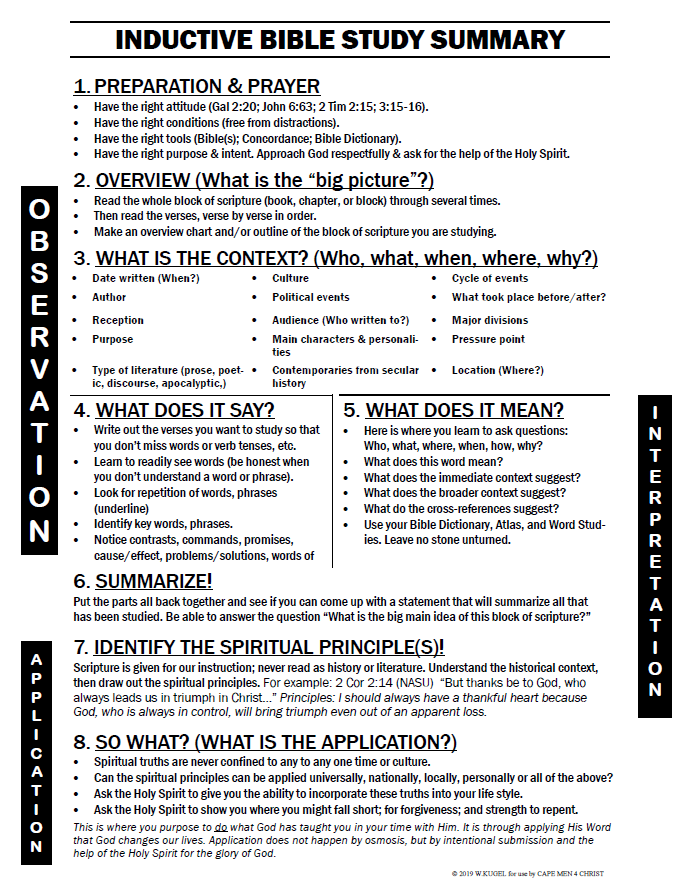 INDUCTIVE BIBLE STUDY SUMMARY
1. PREPARATION & PRAYER
• Have the right attitude (Gal 2:20; John 6:63; 2 Tim 2:15; 3:15-16).
• Have the right conditions (free from distractions).
• Have the right tools (Bible(s); Concordance; Bible Dictionary).
• Have the right purpose & intent. Approach God respectfully & ask for the help of the Holy Spirit.
OBSERVATION
2. OVERVIEW (What is the “big picture”?)
• Read the whole block of scripture (book, chapter, or block) through several times.
• Then read the verses, verse by verse in order.
• Make an overview chart and/or outline of the block of scripture you are studying.
3. WHAT IS THE CONTEXT? (Who, what, when, where, why?)
• Date written (When?) • Culture • Cycle of events
• Author • Political events • What took place before/after?
• Reception • Audience (Who written to?) • Major divisions
• Purpose • Main characters & personali-
ties • Pressure point
• Type of literature (prose, poet-
ic, discourse, apocalyptic,) • Contemporaries from secular
history • Location (Where?)
4. WHAT DOES IT SAY?
• Write out the verses you want to study so that
you don’t miss words or verb tenses, etc.
• Learn to readily see words (be honest when
you don’t understand a word or phrase).
• Look for repetition of words, phrases
(underline)
• Identify key words, phrases.
• Notice contrasts, commands, promises,
cause/effect, problems/solutions, words of
INTERPRETATION
5. WHAT DOES IT MEAN?
• Here is where you learn to ask questions:
Who, what, where, when, how, why?
• What does this word mean?
• What does the immediate context suggest?
• What does the broader context suggest?
• What do the cross-references suggest?
• Use your Bible Dictionary, Atlas, and Word Stud-
ies. Leave no stone unturned.
6. SUMMARIZE!
Put the parts all back together and see if you can come up with a statement that will summarize all that
has been studied. Be able to answer the question “What is the big main idea of this block of scripture?”
APPLICATION
7. IDENTIFY THE SPIRITUAL PRINCIPLE(S)!
Scripture is given for our instruction; never read as history or literature. Understand the historical context,
then draw out the spiritual principles. For example: 2 Cor 2:14 (NASU) “But thanks be to God, who
always leads us in triumph in Christ…” Principles: I should always have a thankful heart because
God, who is always in control, will bring triumph even out of an apparent loss.
8. SO WHAT? (WHAT IS THE APPLICATION?)
• Spiritual truths are never confined to any to any one time or culture.
• Can the spiritual principles can be applied universally, nationally, locally, personally or all of the above?
• Ask the Holy Spirit to give you the ability to incorporate these truths into your life style.
• Ask the Holy Spirit to show you where you might fall short; for forgiveness; and strength to repent.
This is where you purpose to do what God has taught you in your time with Him. It is through applying His Word
that God changes our lives. Application does not happen by osmosis, but by intentional submission and the
help of the Holy Spirit for the glory of God.
© 2019 W.KUGEL for use by CAPE MEN 4 CHRIST